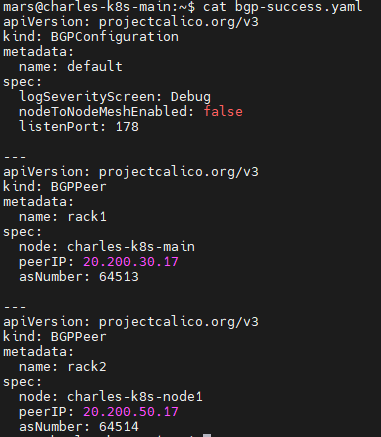 mars@charles-k8s-main:~$ cat bgp-success.yaml
apiVersion: projectcalico.org/v3
kind: BGPConfiguration
metadata:
  name: default
spec:
  logSeverityScreen: Debug
  nodeToNodeMeshEnabled: false
  listenPort: 178

---
apiVersion: projectcalico.org/v3
kind: BGPPeer
metadata:
  name: rack1
spec:
  node: charles-k8s-main
  peerIP: 20.200.30.17
  asNumber: 64513

---
apiVersion: projectcalico.org/v3
kind: BGPPeer
metadata:
  name: rack2
spec:
  node: charles-k8s-node1
  peerIP: 20.200.50.17
  asNumber: 64514